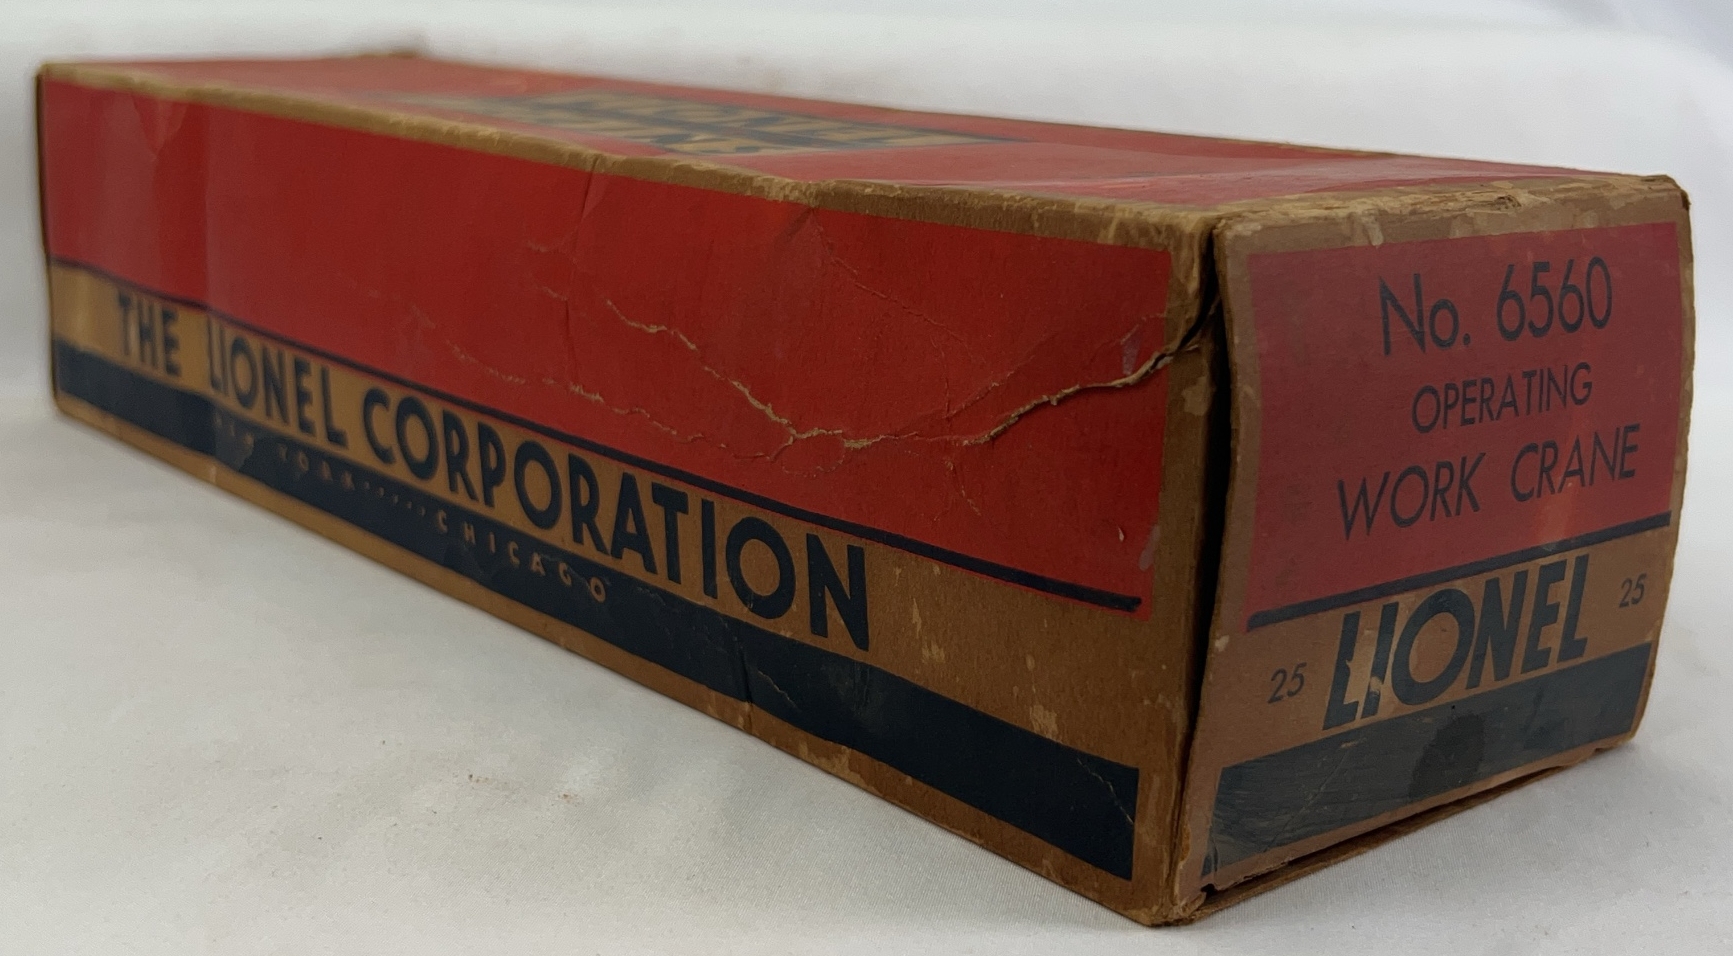 THE LIONEL CORPORATION
NEW YORK ····· CHICAGO
No. 6560
OPERATING
WORK CRANE
25 LIONEL 25